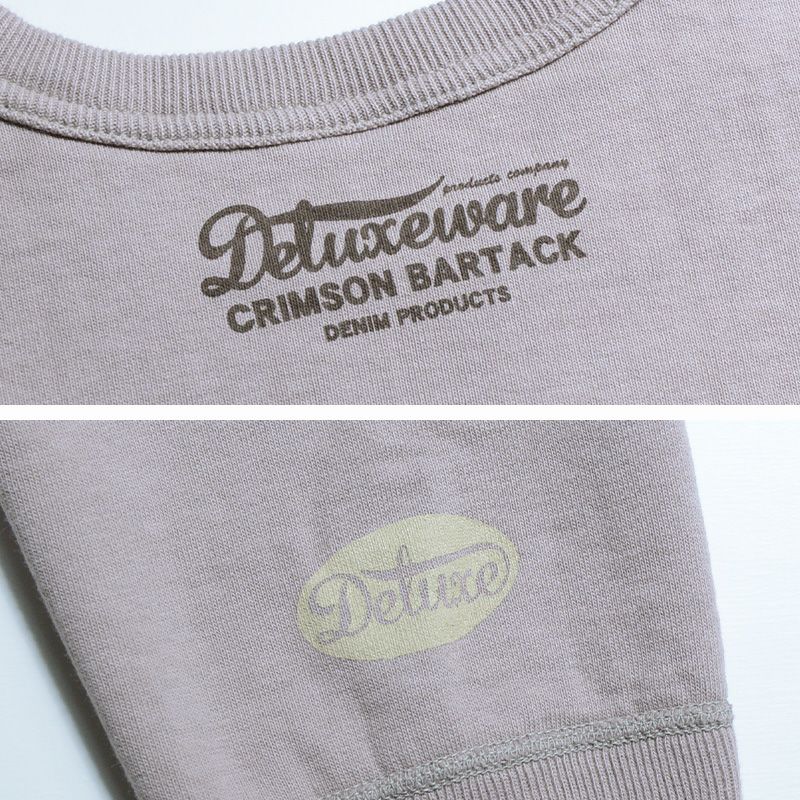 products company
Deluxeware
CRIMSON BARTACK
DENIM PRODUCTS
Deluxe